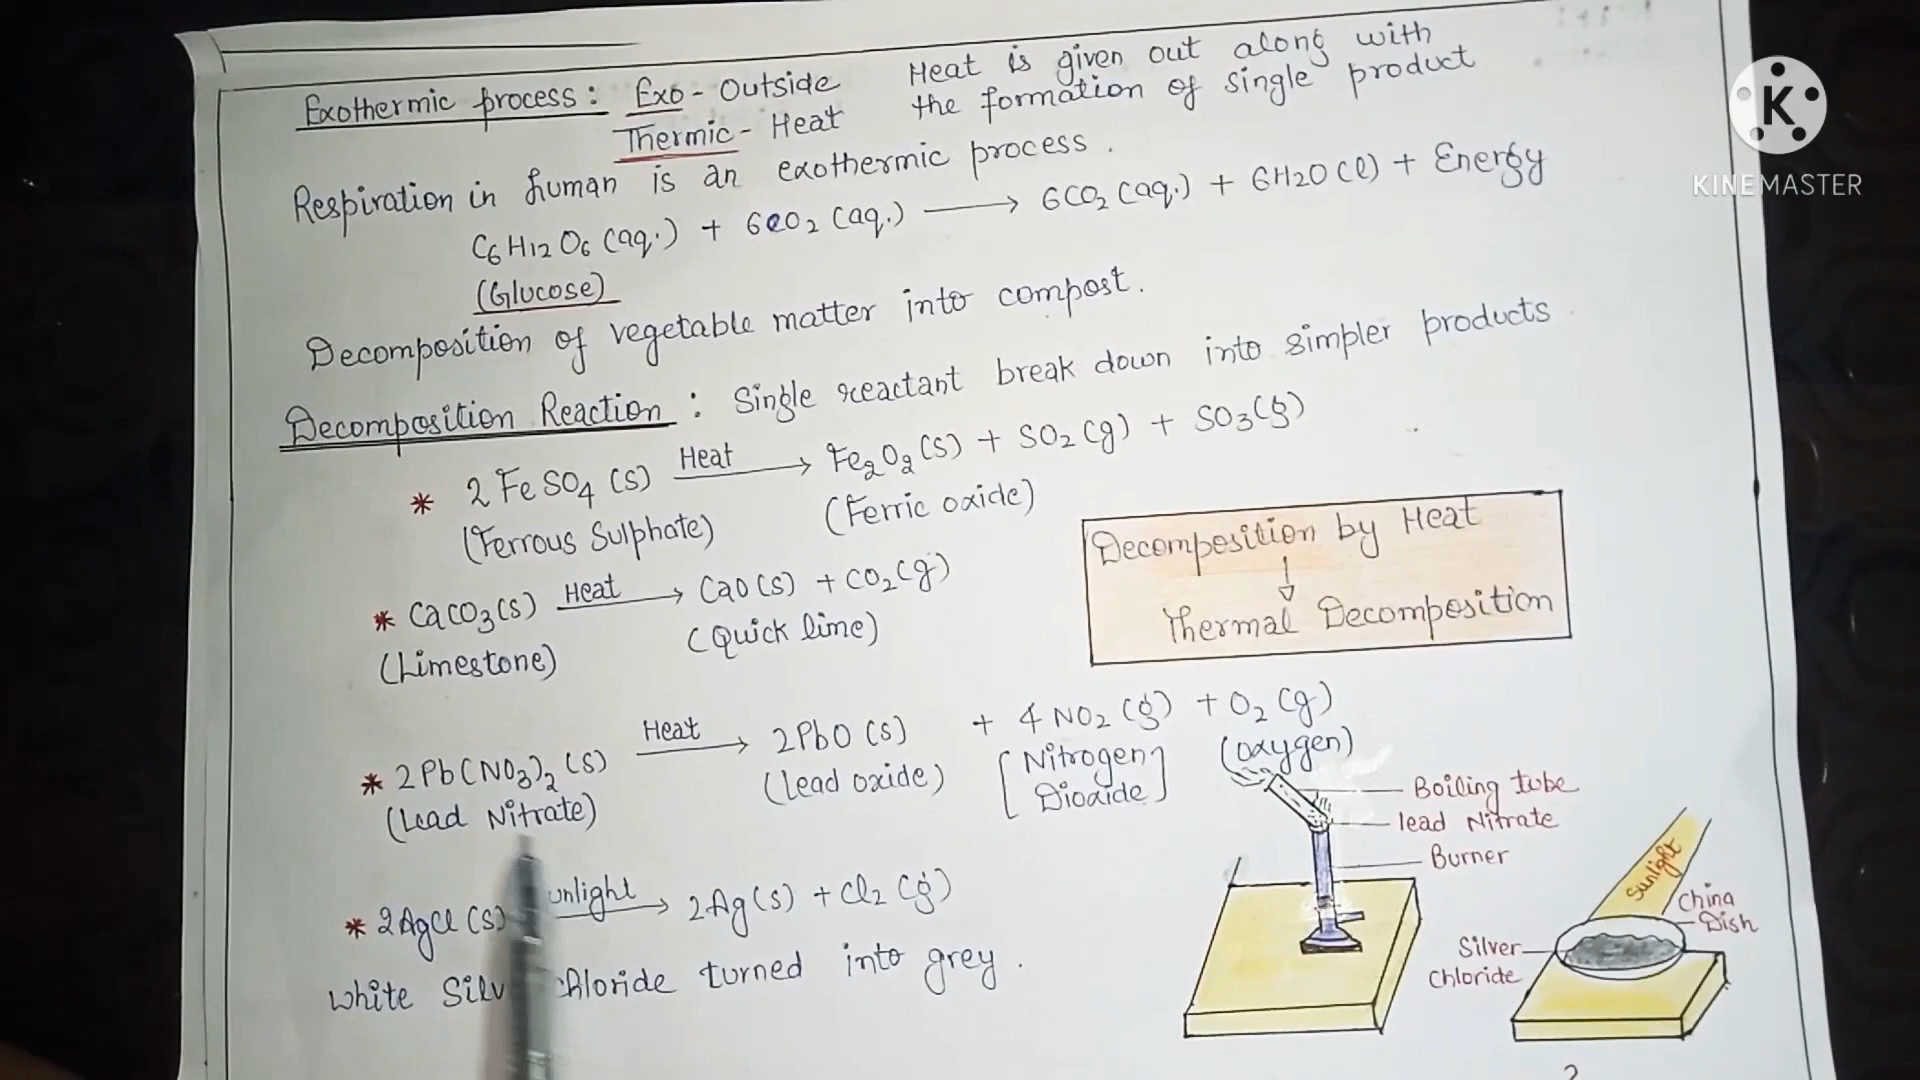 Exothermic process : Exo - Outside Heat is given out along with
Thermic - Heat the formation of single product
Respiration in human is an exothermic process .
C6H12O6 (aq.) + 6CO2 (aq.) → 6CO2 (aq.) + 6H2O (l) + Energy
(Glucose)
Decomposition of vegetable matter into compost .
Decomposition Reaction : Single reactant break down into simpler products
* 2 FeSO4 (s) Heat → Fe2O2 (s) + SO2 (g) + SO3 (g)
(Ferrous Sulphate) (Ferric oxide)
Decomposition by Heat
↓
Thermal Decomposition
* CaCO3 (s) Heat → CaO (s) + CO2 (g)
(Limestone) (Quick lime)
* 2Pb(NO3)2 (s) Heat → 2PbO (s) + 4 NO2 (g) + O2 (g)
(Lead Nitrate) (Lead oxide) [Nitrogen Dioxide] (oxygen)
Boiling tube
lead Nitrate
Burner
* 2AgCl (s) unlight → 2Ag (s) + Cl2 (g)
White Silv chloride turned into grey .
Sunlight
China
Dish
Silver
chloride
K
KINEMASTER